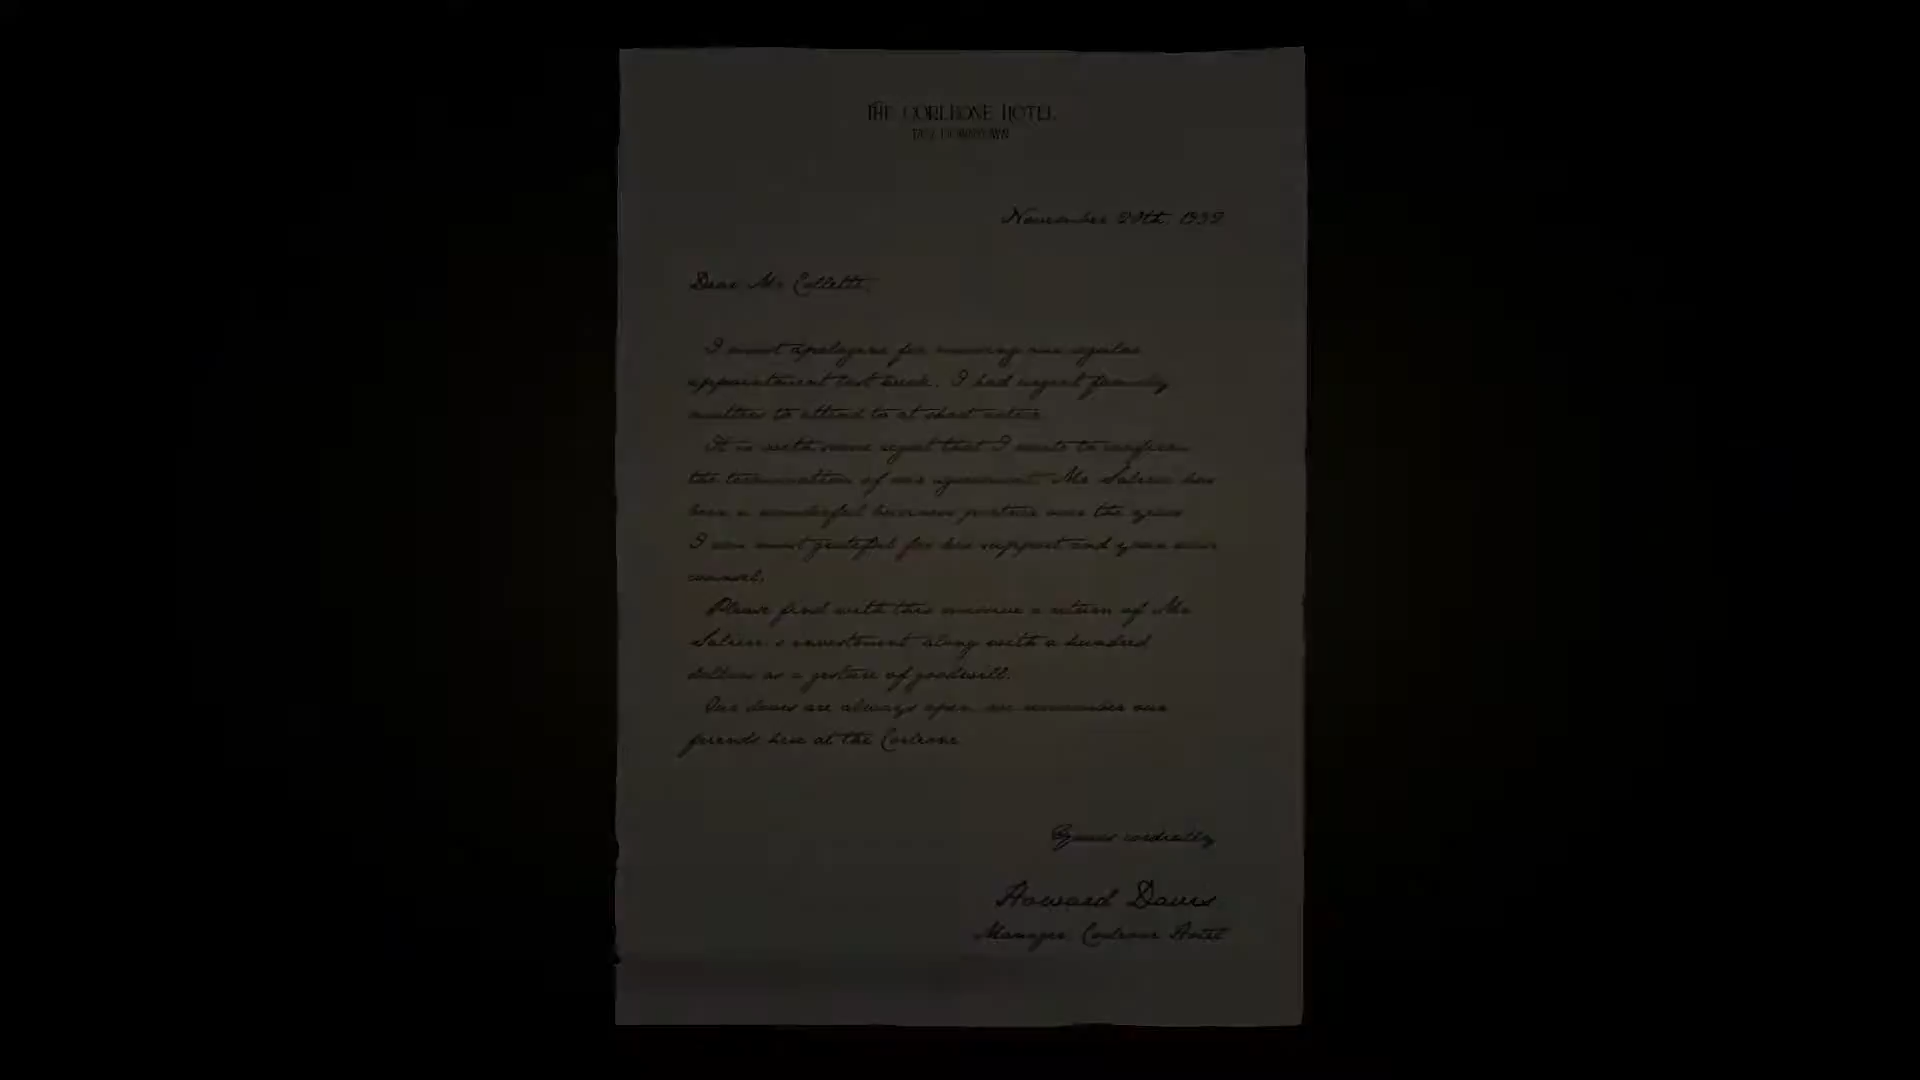 THE CORLEONE HOTEL
EAST DOWNTOWN
November
Dear Mr Colletti,
I must apologize for missing our regular
appointment last week. I had urgent family
matters to attend to at short notice.
It is with some regret that I write to confirm
the termination of our agreement. Mr Salieri has
been a wonderful business partner over the years
I am most grateful for his support and your wise
counsel.
Please find with this missive a return of Mr
Salieri's investment along with a hundred
dollars as a gesture of goodwill.
Our doors are always open, we remember our
friends here at the Corleone
Yours cordially
Howard Davis
Manager, Corleone Hotel